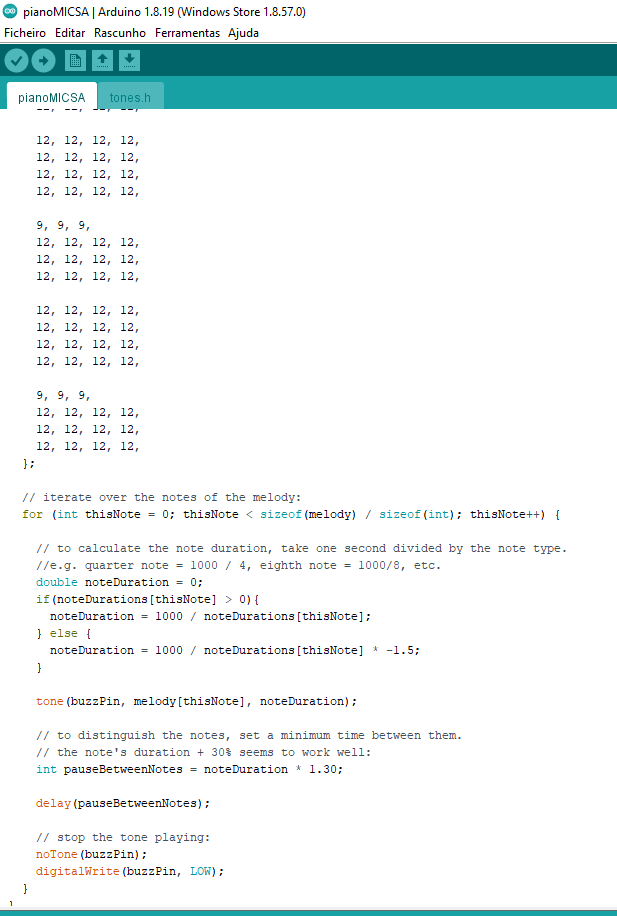 pianoMICSA | Arduino 1.8.19 (Windows Store 1.8.57.0)
Ficheiro Editar Rascunho Ferramentas Ajuda
pianoMICSA tones.h
12, 12, 12, 12,
12, 12, 12, 12,
12, 12, 12, 12,
12, 12, 12, 12,
9, 9, 9,
12, 12, 12, 12,
12, 12, 12, 12,
12, 12, 12, 12,
12, 12, 12, 12,
12, 12, 12, 12,
12, 12, 12, 12,
12, 12, 12, 12,
9, 9, 9,
12, 12, 12, 12,
12, 12, 12, 12,
12, 12, 12, 12,
};
// iterate over the notes of the melody:
for (int thisNote = 0; thisNote < sizeof(melody) / sizeof(int); thisNote++) {
// to calculate the note duration, take one second divided by the note type.
//e.g. quarter note = 1000 / 4, eighth note = 1000/8, etc.
double noteDuration = 0;
if(noteDurations[thisNote] > 0){
noteDuration = 1000 / noteDurations[thisNote];
} else {
noteDuration = 1000 / noteDurations[thisNote] * -1.5;
}
tone(buzzPin, melody[thisNote], noteDuration);
// to distinguish the notes, set a minimum time between them.
// the note's duration + 30% seems to work well:
int pauseBetweenNotes = noteDuration * 1.30;
delay(pauseBetweenNotes);
// stop the tone playing:
noTone(buzzPin);
digitalWrite(buzzPin, LOW);
}